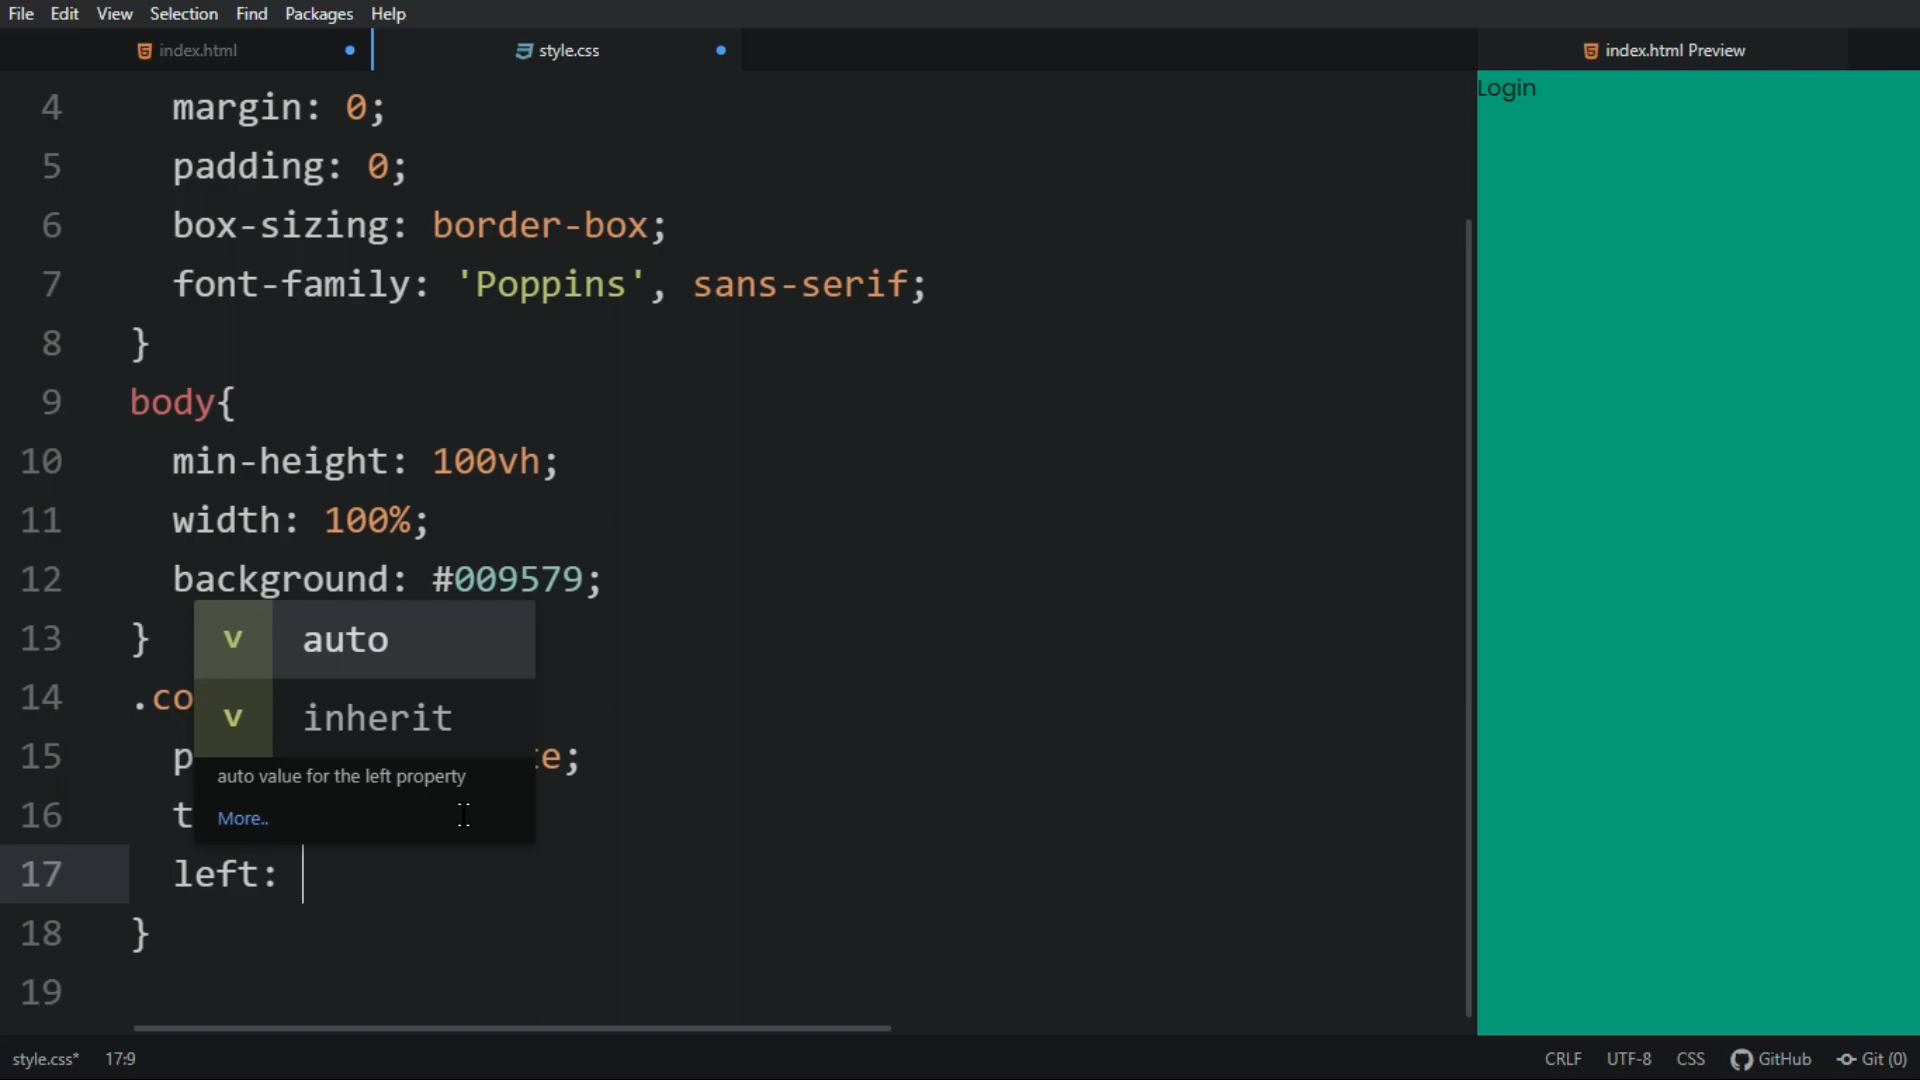 File Edit View Selection Find Packages Help
index.html style.css index.html Preview
4 margin: 0;
5 padding: 0;
6 box-sizing: border-box;
7 font-family: 'Poppins', sans-serif;
8 }
9 body{
10 min-height: 100vh;
11 width: 100%;
12 background: #009579;
13 }
v auto
14 .co
v inherit
15 p te;
auto value for the left property
16 t
More..
17 left:
18 }
19
Login
style.css* 17:9 CRLF UTF-8 CSS GitHub Git (0)